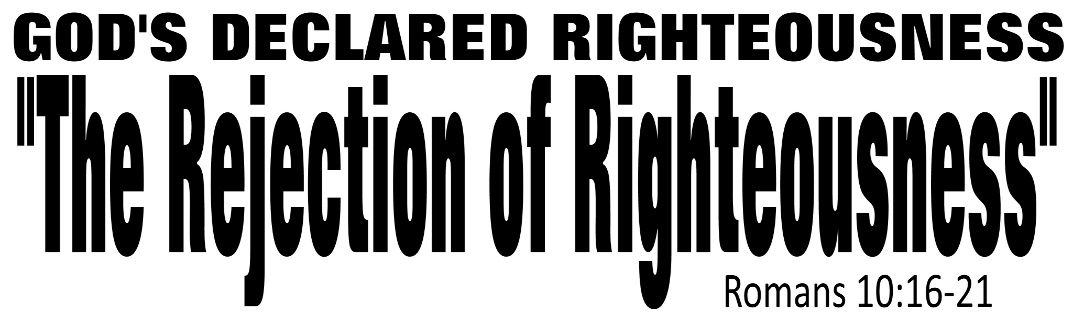 GOD'S DECLARED RIGHTEOUSNESS
"The Rejection of Righteousness"
Romans 10:16-21